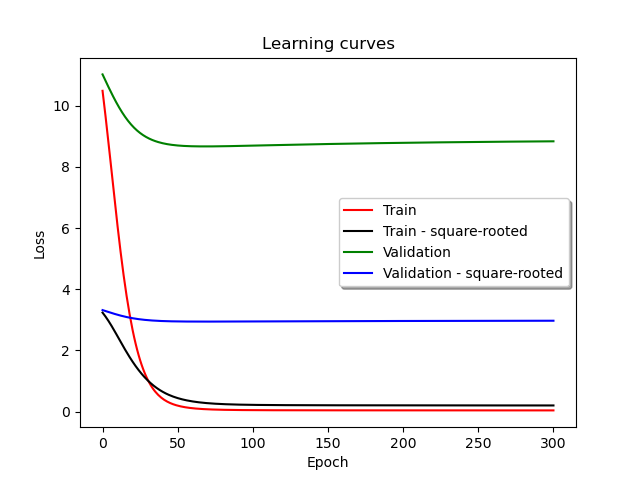 Learning curves
Loss
10
8
6
4
2
0
Train
Train - square-rooted
Validation
Validation - square-rooted
0 50 100 150 200 250 300
Epoch